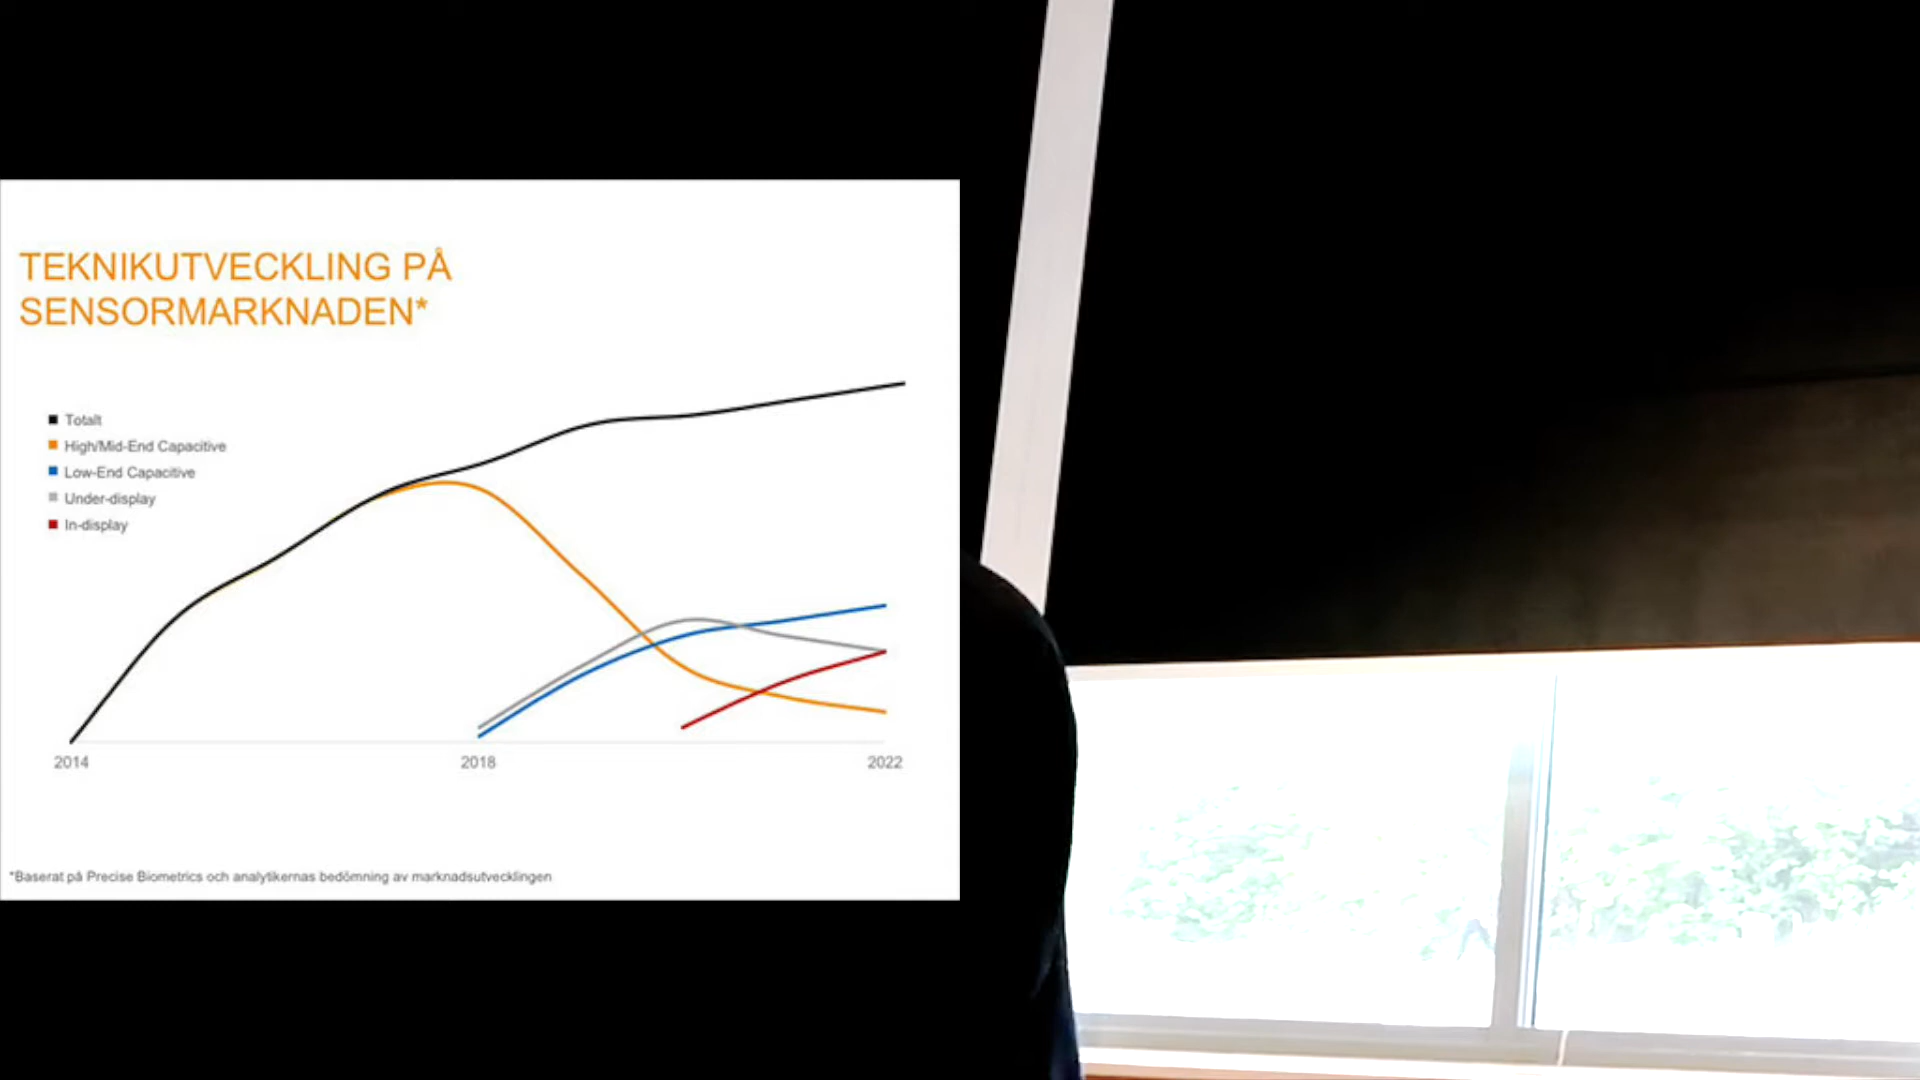 TEKNIKUTVECKLING PÅ
SENSORMARKNADEN*
Totalt
High/Mid-End Capacitive
Low-End Capacitive
Under-display
In-display
2014
2018
2022
*Baserat på Precise Biometrics och analytikernas bedömning av marknadsutvecklingen